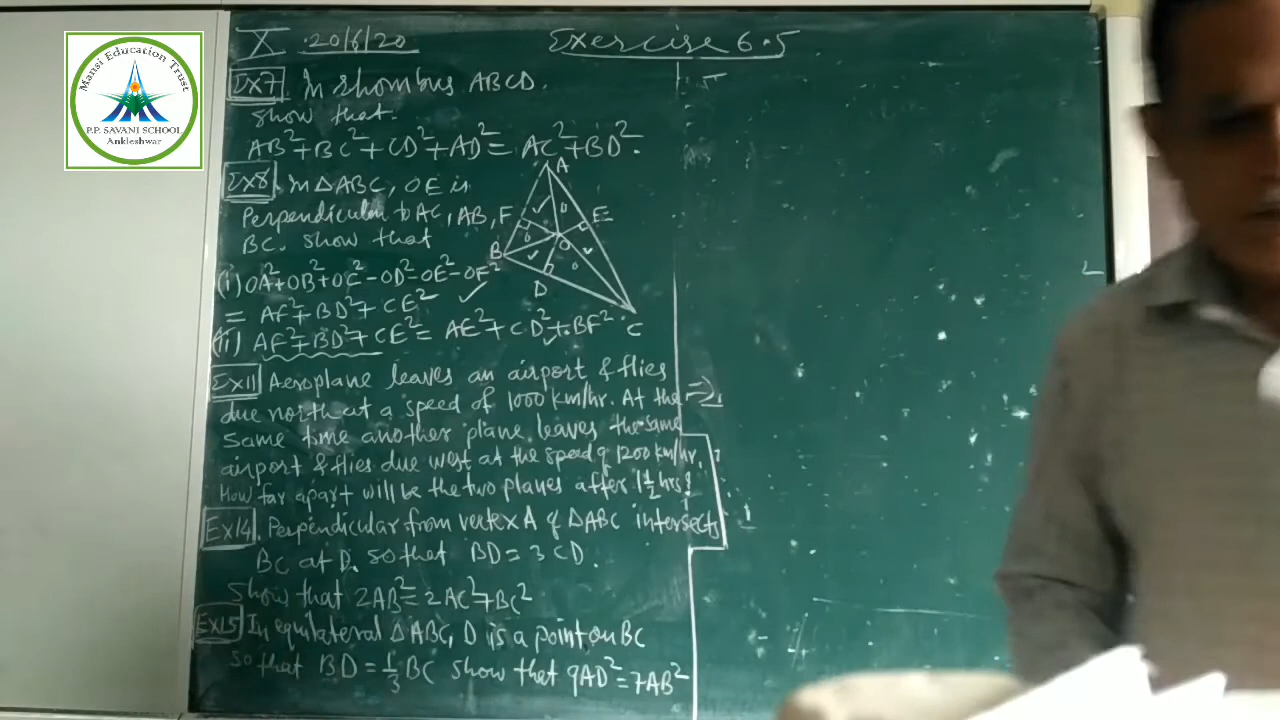 Mansi Education Trust
P.P. SAVANI SCHOOL
Ankleshwar
X 20/6/20
Exercise 6.5
Ex7. In rhombus ABCD.
show that.
AB²+BC²+CD²+AD²= AC²+BD².
Ex8. In △ABC, OE is
Perpendicular to AC, AB,
BC. show that
(i) OA²+OB²+OC²-OD²-OE²-OF²
= AF²+BD²+CE²
(ii) AF²+BD²+CE²= AE²+CD²+BF²
A
F
E
B
O
D
C
Ex11 Aeroplane leaves an airport & flies
due north at a speed of 1000 km/hr. At the
same time another plane leaves the same
airport & flies due west at the speed of 1200 km/hr.
How far apart will be the two planes after 1½ hrs?
Ex14. Perpendicular from vertex A of △ABC intersects
BC at D. so that BD = 3 CD.
Show that 2AB²= 2AC²+BC²
Ex15 In equilateral △ABC, D is a point on BC
so that BD = 1/3 BC show that 9AD²=7AB²